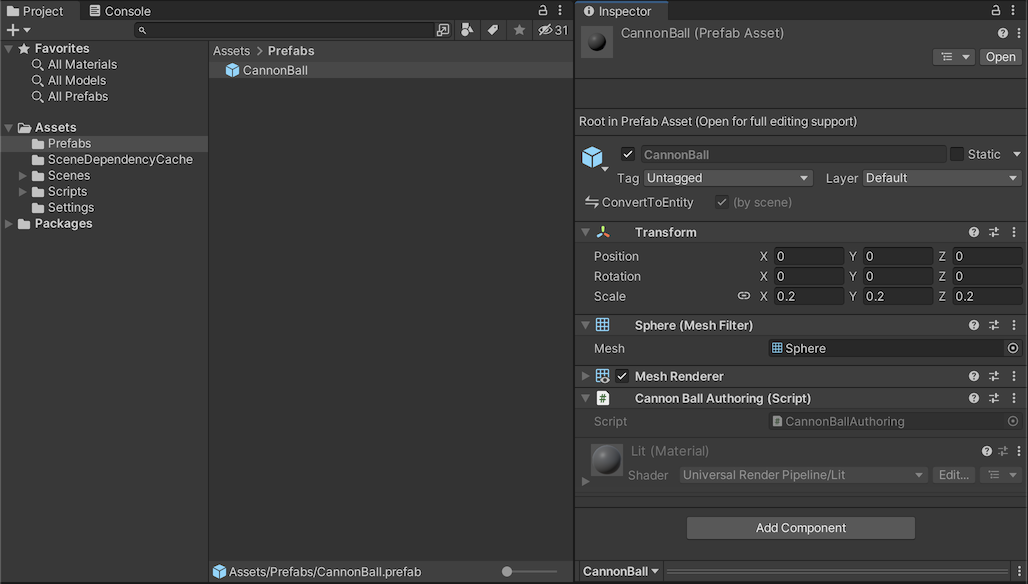 Project
Console
31
Favorites
All Materials
All Models
All Prefabs
Assets
Prefabs
SceneDependencyCache
Scenes
Scripts
Settings
Packages
Assets > Prefabs
CannonBall
Assets/Prefabs/CannonBall.prefab
Inspector
CannonBall (Prefab Asset)
Open
Root in Prefab Asset (Open for full editing support)
CannonBall Static
Tag Untagged Layer Default
ConvertToEntity (by scene)
Transform
Position X 0 Y 0 Z 0
Rotation X 0 Y 0 Z 0
Scale X 0.2 Y 0.2 Z 0.2
Sphere (Mesh Filter)
Mesh Sphere
Mesh Renderer
# Cannon Ball Authoring (Script)
Script CannonBallAuthoring
Lit (Material)
Shader Universal Render Pipeline/Lit Edit...
Add Component
CannonBall